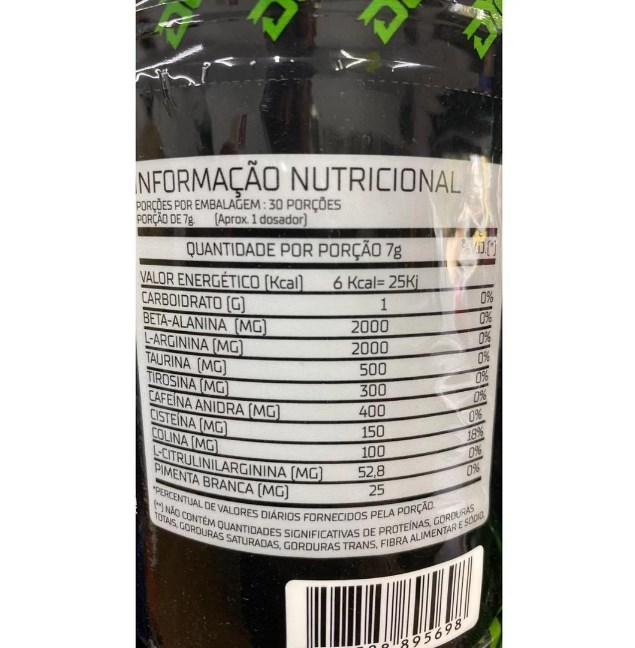 INFORMAÇÃO NUTRICIONAL
PORÇÕES POR EMBALAGEM : 30 PORÇÕES
PORÇÃO DE 7g. (Aprox. 1 dosador)
QUANTIDADE POR PORÇÃO 7g
VALOR ENERGÉTICO (Kcal) 6 Kcal= 25Kj 0%
CARBOIDRATO (G) 1 0%
BETA-ALANINA (MG) 2000 0%
L-ARGININA (MG) 2000 0%
TAURINA (MG) 500 0%
TIROSINA (MG) 300 0%
CAFEÍNA ANIDRA (MG) 400 0%
CISTEÍNA (MG) 150 18%
COLINA (MG) 100 0%
L-CITRULINILARGININA (MG) 52,8 0%
PIMENTA BRANCA (MG) 25
*PERCENTUAL DE VALORES DIÁRIOS FORNECIDOS PELA PORÇÃO.
(**) NÃO CONTÉM QUANTIDADES SIGNIFICATIVAS DE PROTEÍNAS, GORDURAS
TOTAIS, GORDURAS SATURADAS, GORDURAS TRANS, FIBRA ALIMENTAR E SÓDIO.
895698